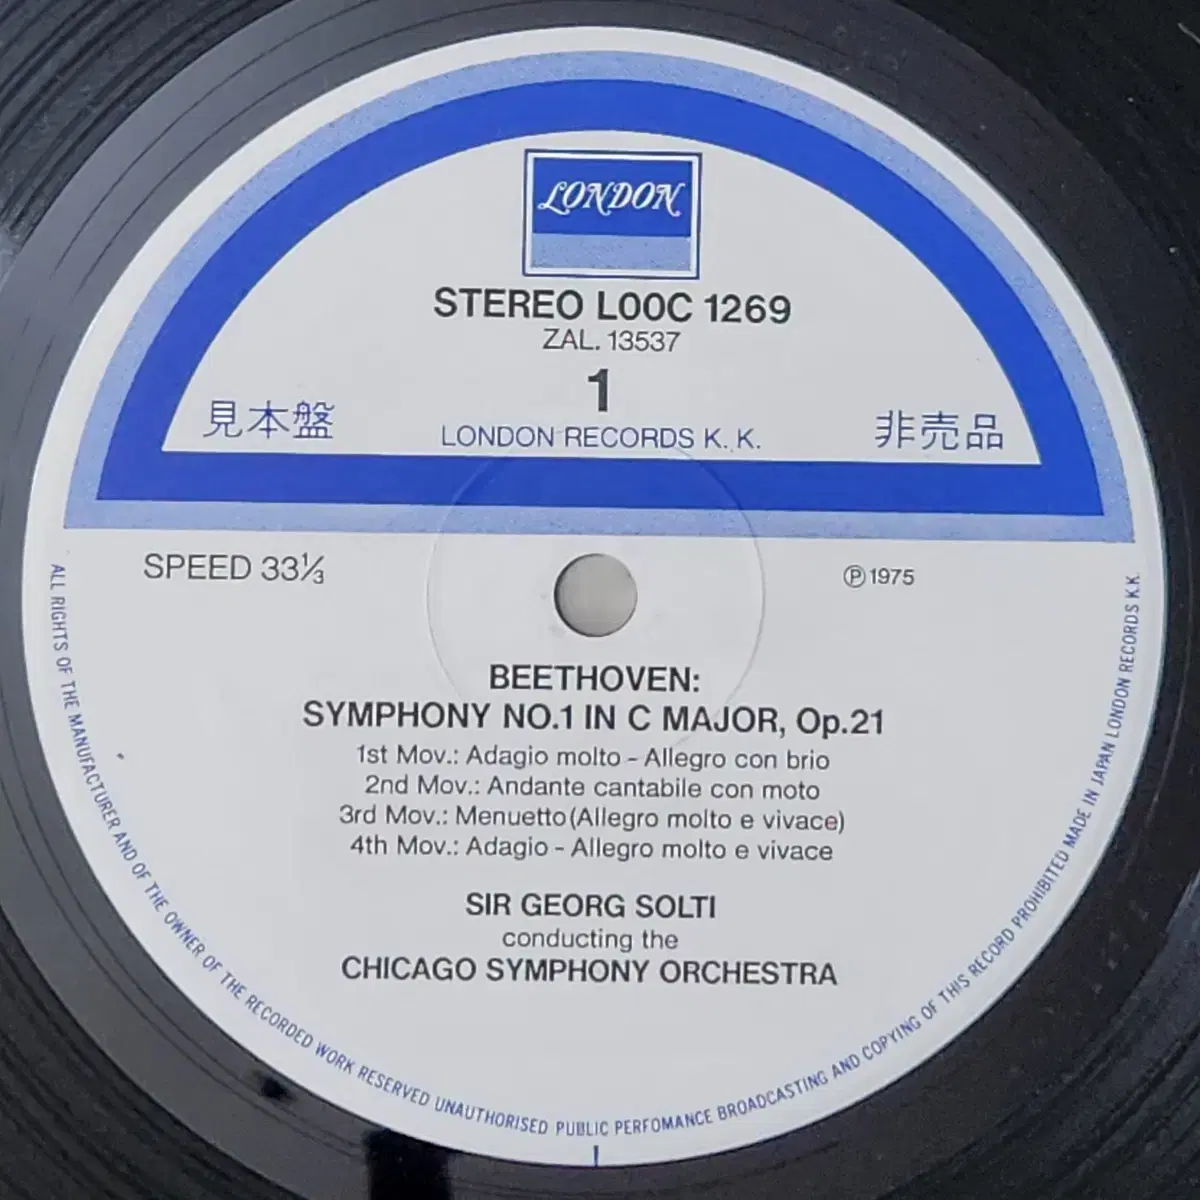 LONDON
STEREO L00C 1269
ZAL. 13537
1
見本盤
LONDON RECORDS K. K.
非売品
SPEED 33⅓
Ⓟ 1975
BEETHOVEN:
SYMPHONY NO.1 IN C MAJOR, Op.21
1st Mov.: Adagio molto – Allegro con brio
2nd Mov.: Andante cantabile con moto
3rd Mov.: Menuetto (Allegro molto e vivace)
4th Mov.: Adagio – Allegro molto e vivace
SIR GEORG SOLTI
conducting the
CHICAGO SYMPHONY ORCHESTRA
ALL RIGHTS OF THE MANUFACTURER AND OF THE OWNER OF THE RECORDED WORK RESERVED UNAUTHORISED PUBLIC PERFOMANCE BROADCASTING AND COPYING OF THIS RECORD PROHIBITED MADE IN JAPAN LONDON RECORDS K.K.